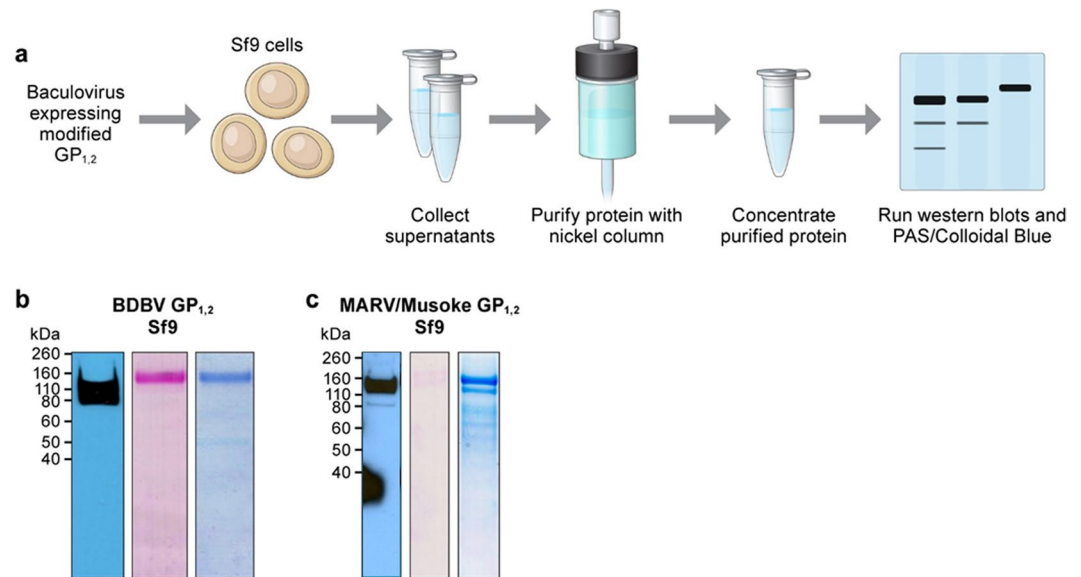 a
Sf9 cells
Baculovirus
expressing
modified
GP1,2
Collect
supernatants
Purify protein with
nickel column
Concentrate
purified protein
Run western blots and
PAS/Colloidal Blue
b
BDBV GP1,2
Sf9
kDa
260
160
110
80
60
50
40
c
MARV/Musoke GP1,2
Sf9
kDa
260
160
110
80
60
50
40